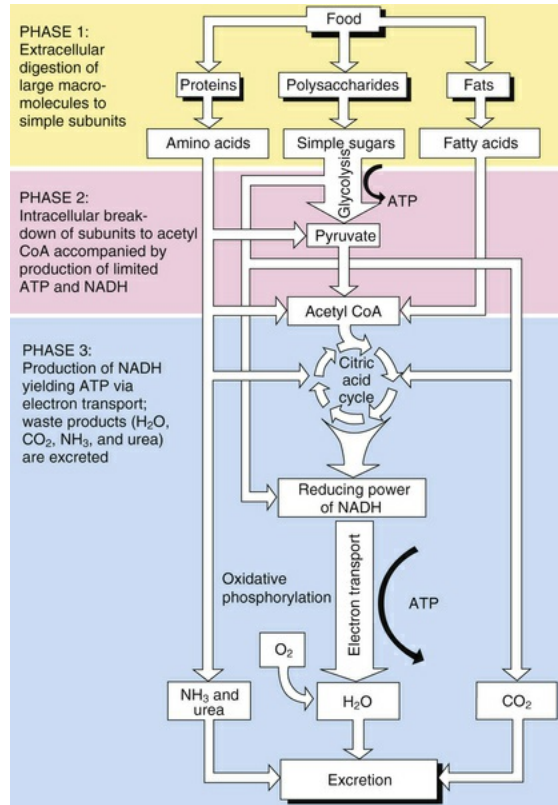 Food
PHASE 1:
Extracellular
digestion of
large macro-
molecules to
simple subunits
Proteins
Polysaccharides
Fats
Amino acids
Simple sugars
Fatty acids
Glycolysis
ATP
PHASE 2:
Intracellular break-
down of subunits to acetyl
CoA accompanied by
production of limited
ATP and NADH
Pyruvate
Acetyl CoA
PHASE 3:
Production of NADH
yielding ATP via
electron transport;
waste products (H₂O,
CO₂, NH₃, and urea)
are excreted
Citric
acid
cycle
Reducing power
of NADH
Oxidative
phosphorylation
Electron transport
ATP
O₂
NH₃ and
urea
H₂O
CO₂
Excretion